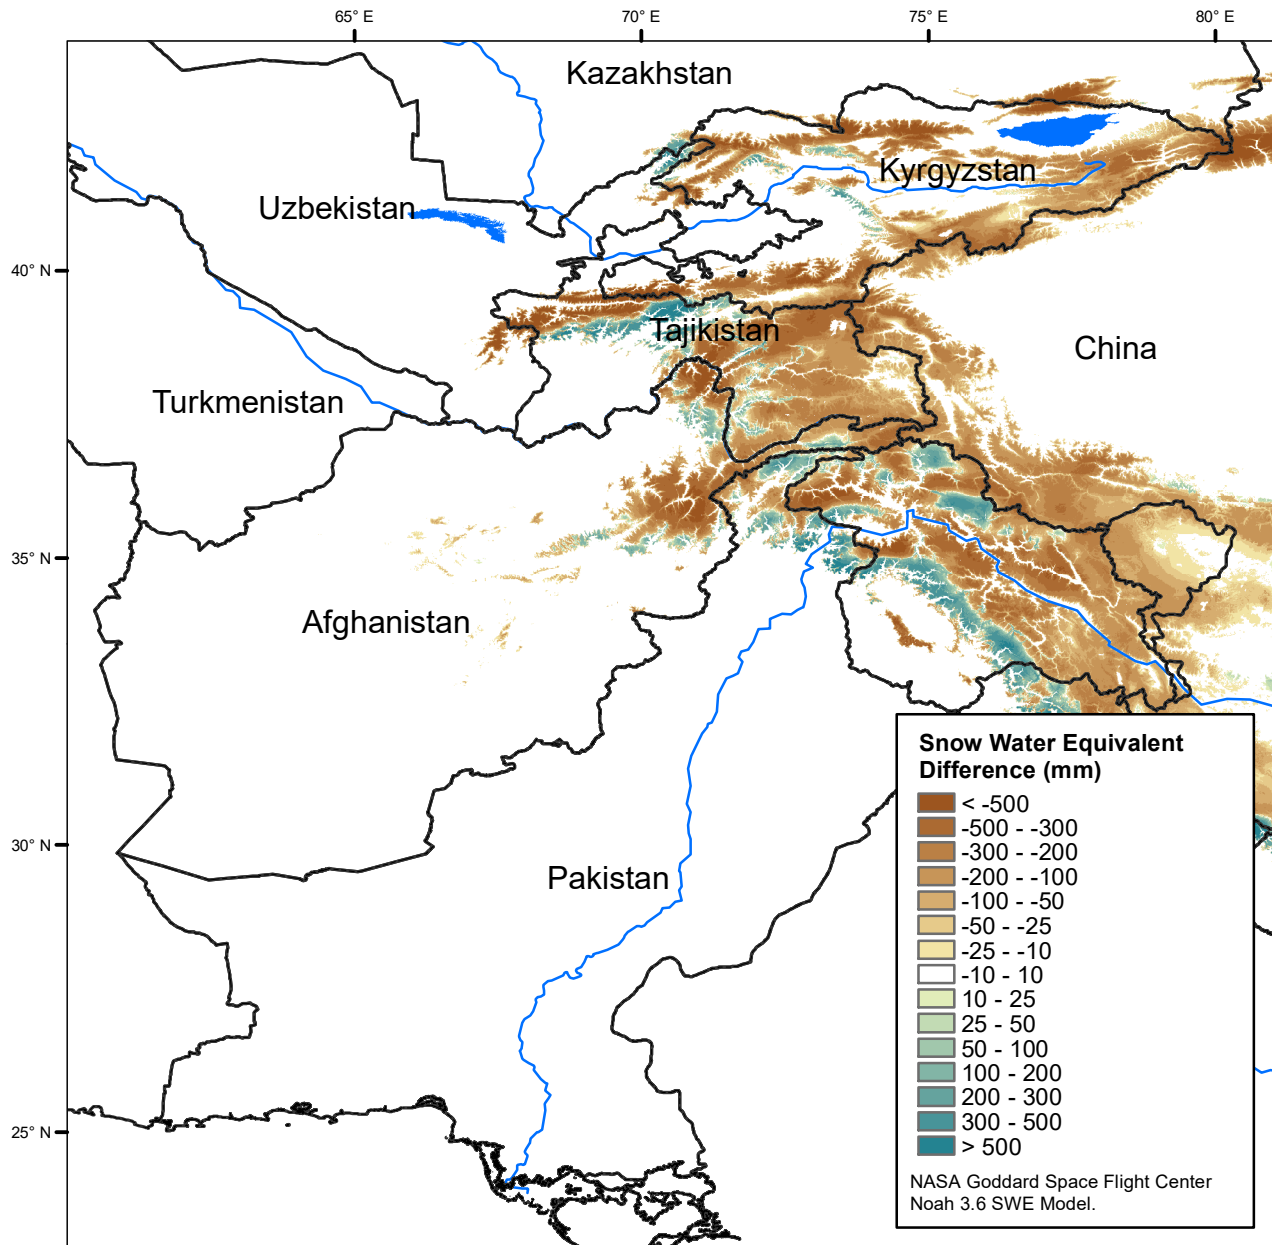 65° E
70° E
75° E
80° E
Kazakhstan
Kyrgyzstan
Uzbekistan
40° N
Tajikistan
China
Turkmenistan
35° N
Afghanistan
Snow Water Equivalent
Difference (mm)
< -500
-500 - -300
30° N
-300 - -200
Pakistan
-200 - -100
-100 - -50
-50 - -25
-25 - -10
-10 - 10
10 - 25
25 - 50
50 - 100
100 - 200
200 - 300
300 - 500
25° N
> 500
NASA Goddard Space Flight Center
Noah 3.6 SWE Model.